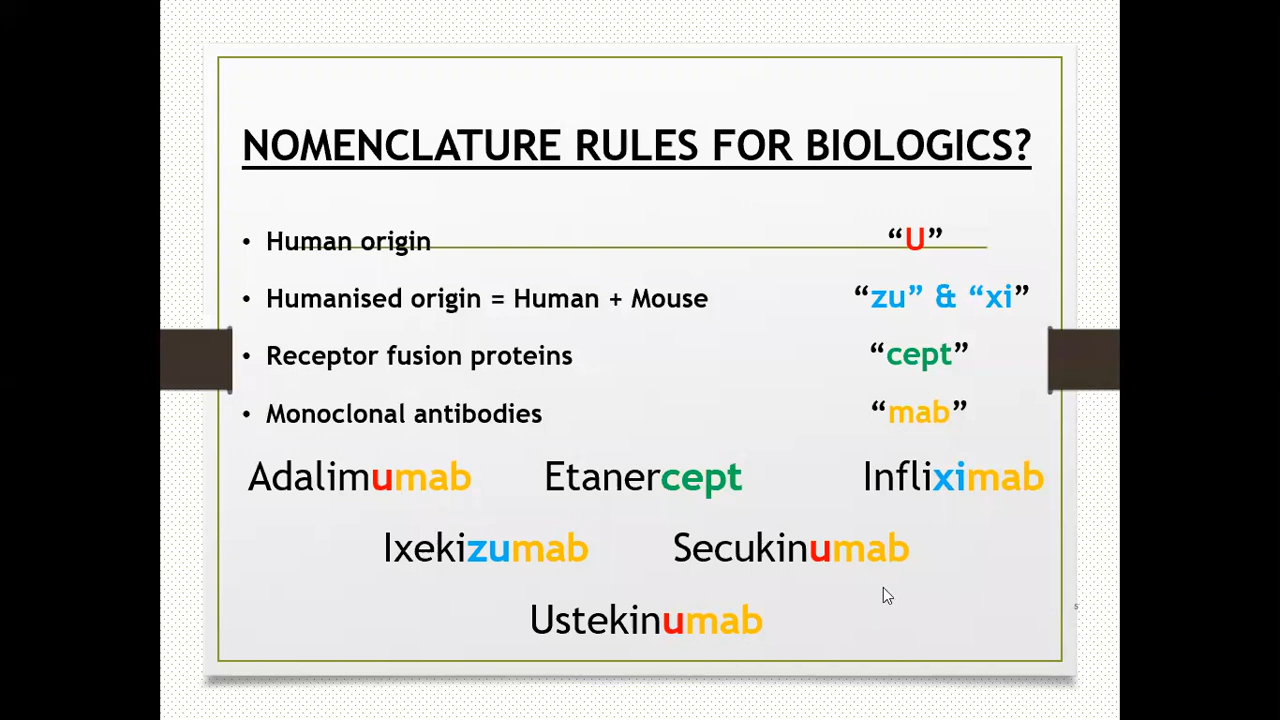 NOMENCLATURE RULES FOR BIOLOGICS?
• Human origin “U”
• Humanised origin = Human + Mouse “zu” & “xi”
• Receptor fusion proteins “cept”
• Monoclonal antibodies “mab”
Adalimumab Etanercept Infliximab
Ixekizumab Secukinumab
Ustekinumab
5